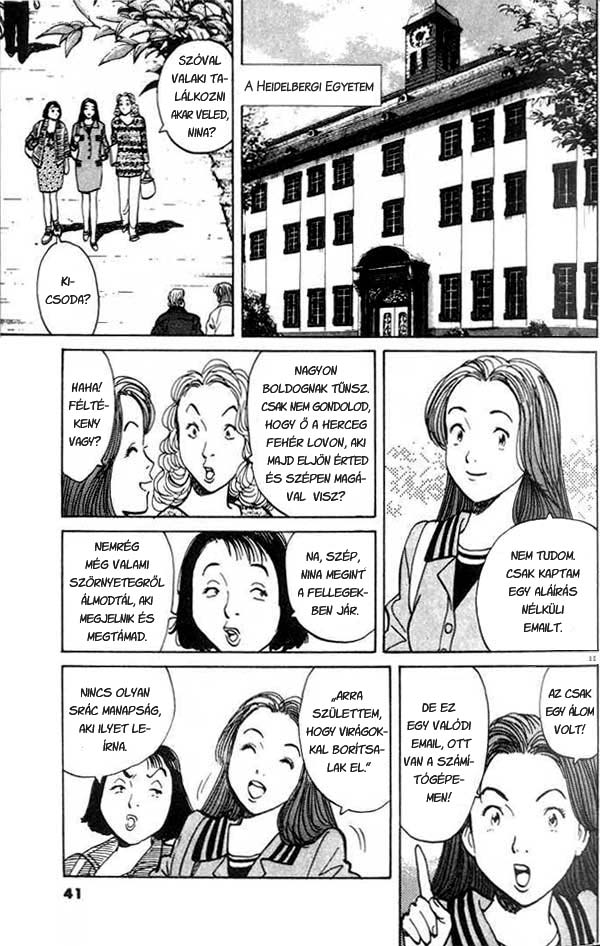 A HEIDELBERGI EGYETEM
SZÓVAL
VALAKI TA-
LÁLKOZNI
AKAR VELED,
NINA?
KI-
CSODA?
NEM TUDOM.
CSAK KAPTAM
EGY ALÁÍRÁS
NÉLKÜLI
EMAILT.
NAGYON
BOLDOGNAK TŰNSZ.
CSAK NEM GONDOLOD,
HOGY Ő A HERCEG
FEHÉR LOVON, AKI
MAJD ELJÖN ÉRTED
ÉS SZÉPEN MAGÁ-
VAL VISZ?
HAHA!
FÉLTÉ-
KENY
VAGY?
NA, SZÉP,
NINA MEGINT
A FELLEGEK-
BEN JÁR.
NEMRÉG
MÉG VALAMI
SZÖRNYETEGRŐL
ÁLMODTÁL, AKI
MEGJELNIK ÉS
MEGTÁMAD.
AZ CSAK
EGY ÁLOM
VOLT!
DE EZ
EGY VALÓDI
EMAIL, OTT
VAN A SZÁMÍ-
TÓGÉPE-
MEN!
„ARRA
SZÜLETTEM,
HOGY VIRÁGOK-
KAL BORÍTSA-
LAK EL.”
NINCS OLYAN
SRÁC MANAPSÁG,
AKI ILYET LE-
ÍRNA.
41